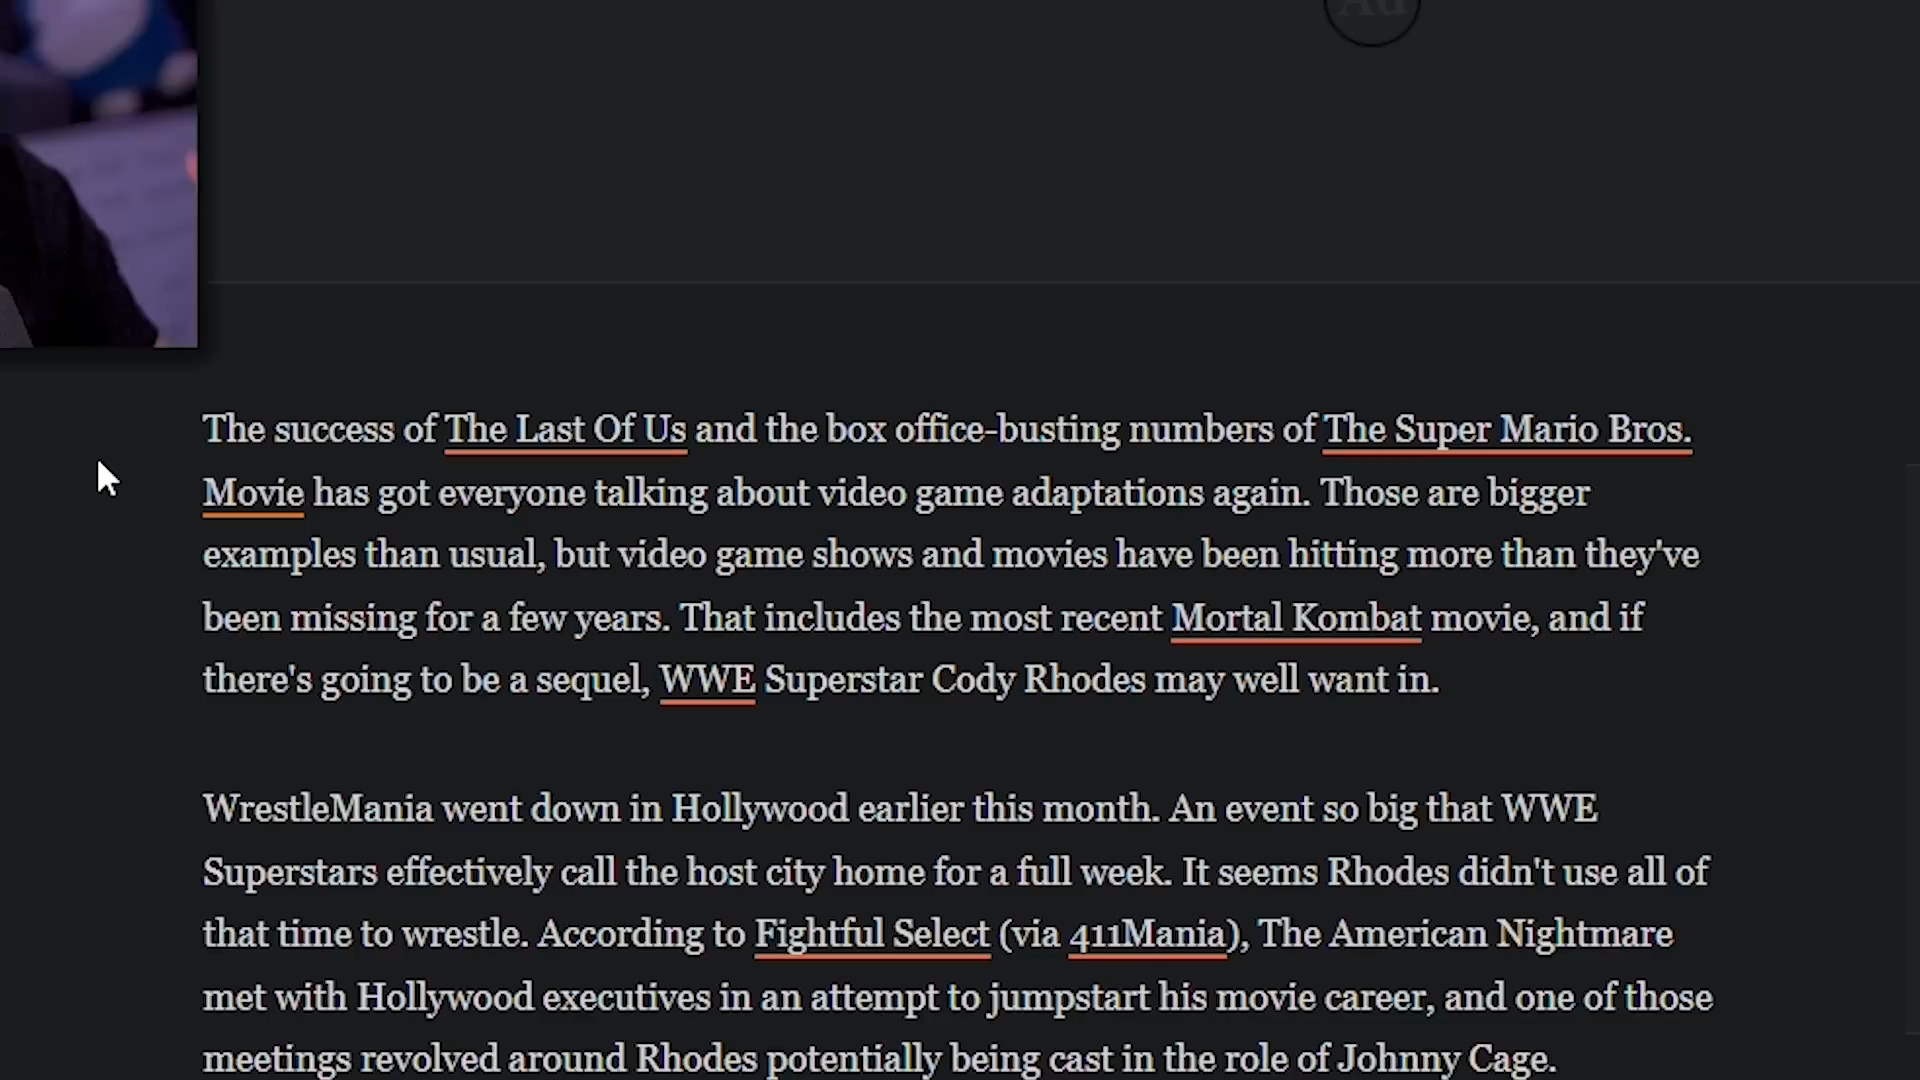 Ad
The success of The Last Of Us and the box office-busting numbers of The Super Mario Bros.
Movie has got everyone talking about video game adaptations again. Those are bigger
examples than usual, but video game shows and movies have been hitting more than they've
been missing for a few years. That includes the most recent Mortal Kombat movie, and if
there's going to be a sequel, WWE Superstar Cody Rhodes may well want in.
WrestleMania went down in Hollywood earlier this month. An event so big that WWE
Superstars effectively call the host city home for a full week. It seems Rhodes didn't use all of
that time to wrestle. According to Fightful Select (via 411Mania), The American Nightmare
met with Hollywood executives in an attempt to jumpstart his movie career, and one of those
meetings revolved around Rhodes potentially being cast in the role of Johnny Cage.